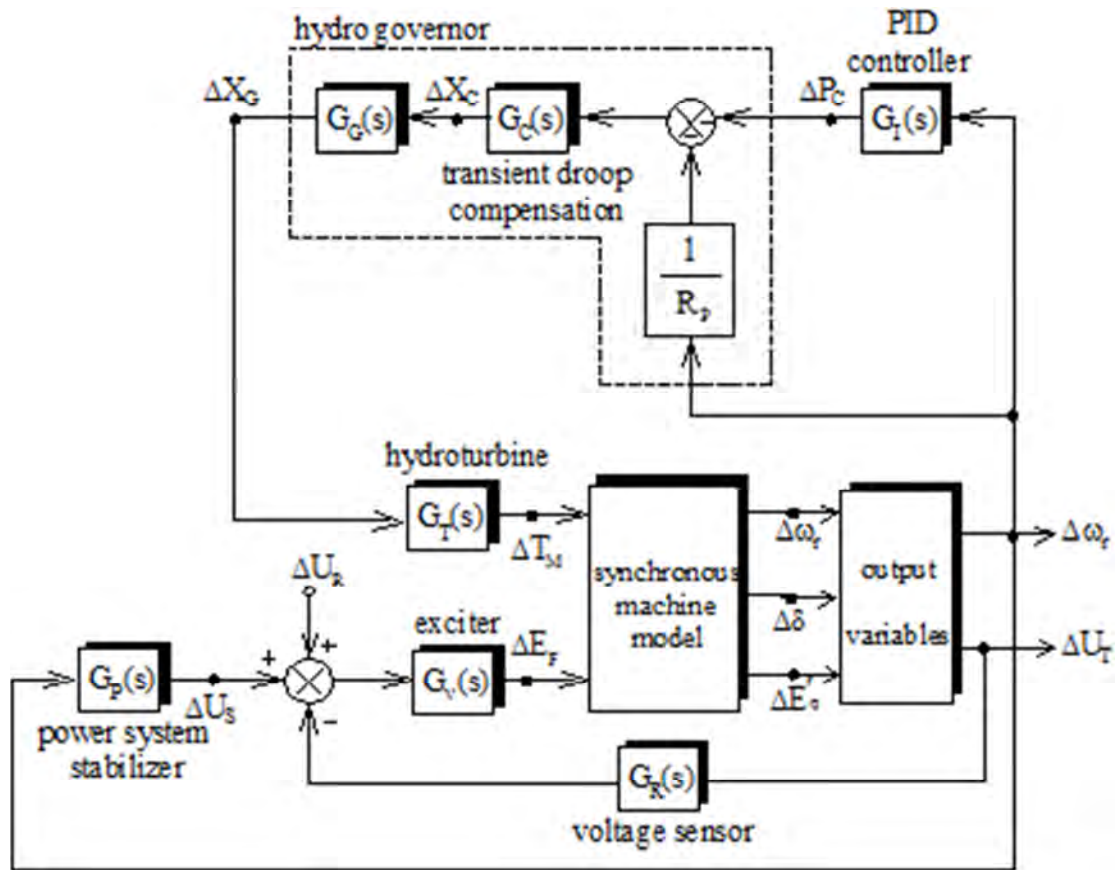 hydro governor
PID
controller
ΔX_G
G_G(s)
ΔX_C
G_C(s)
ΔP_C
G_I(s)
transient droop
compensation
1
R_P
hydroturbine
G_T(s)
ΔT_M
ΔU_R
exciter
ΔE_F
G_V(s)
synchronous
machine
model
Δω_r
Δδ
ΔE'_q
output
variables
Δω_r
ΔU_T
G_P(s)
ΔU_S
power system
stabilizer
+
+
−
G_R(s)
voltage sensor